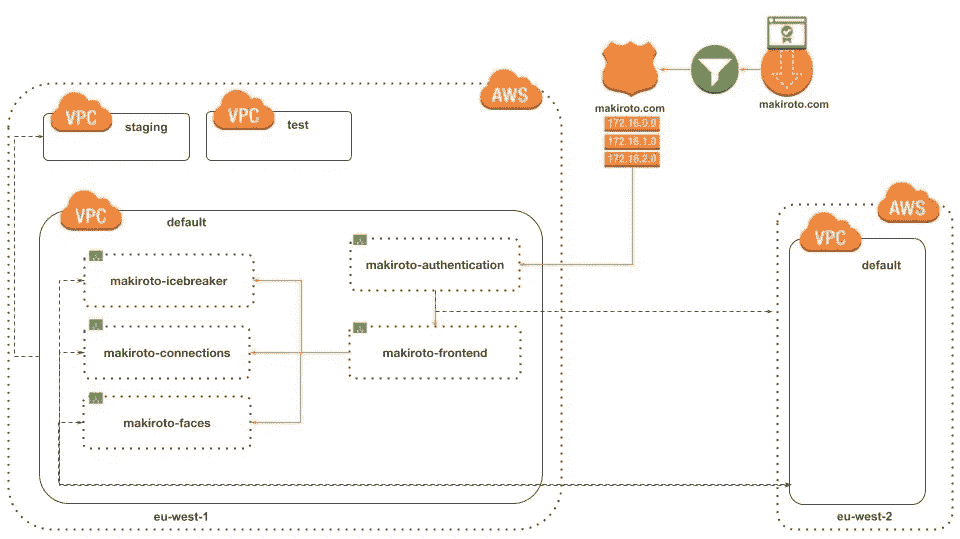 AWS
VPC
staging
VPC
test
makiroto.com
makiroto.com
172.16.0.0
172.16.1.0
172.16.2.0
VPC
default
makiroto-icebreaker
makiroto-connections
makiroto-faces
makiroto-authentication
makiroto-frontend
eu-west-1
AWS
VPC
default
eu-west-2